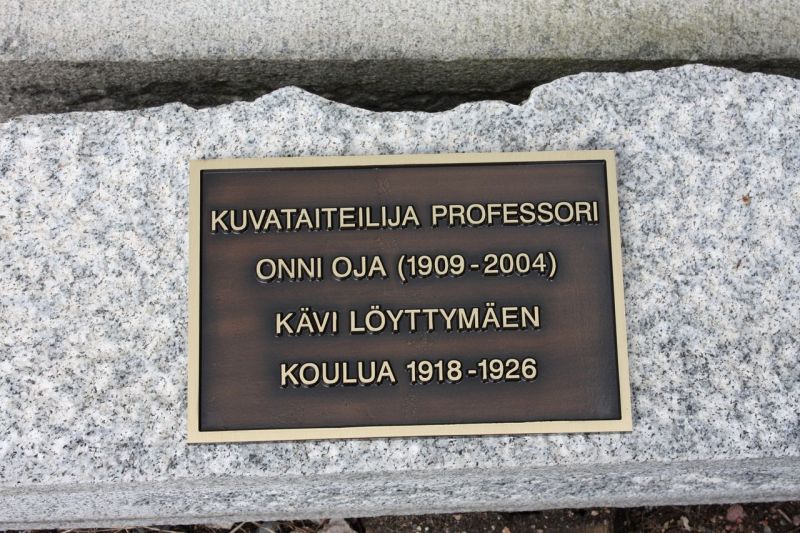 KUVATAITEILIJA PROFESSORI
ONNI OJA (1909-2004)
KÄVI LÖYTTYMÄEN
KOULUA 1918-1926